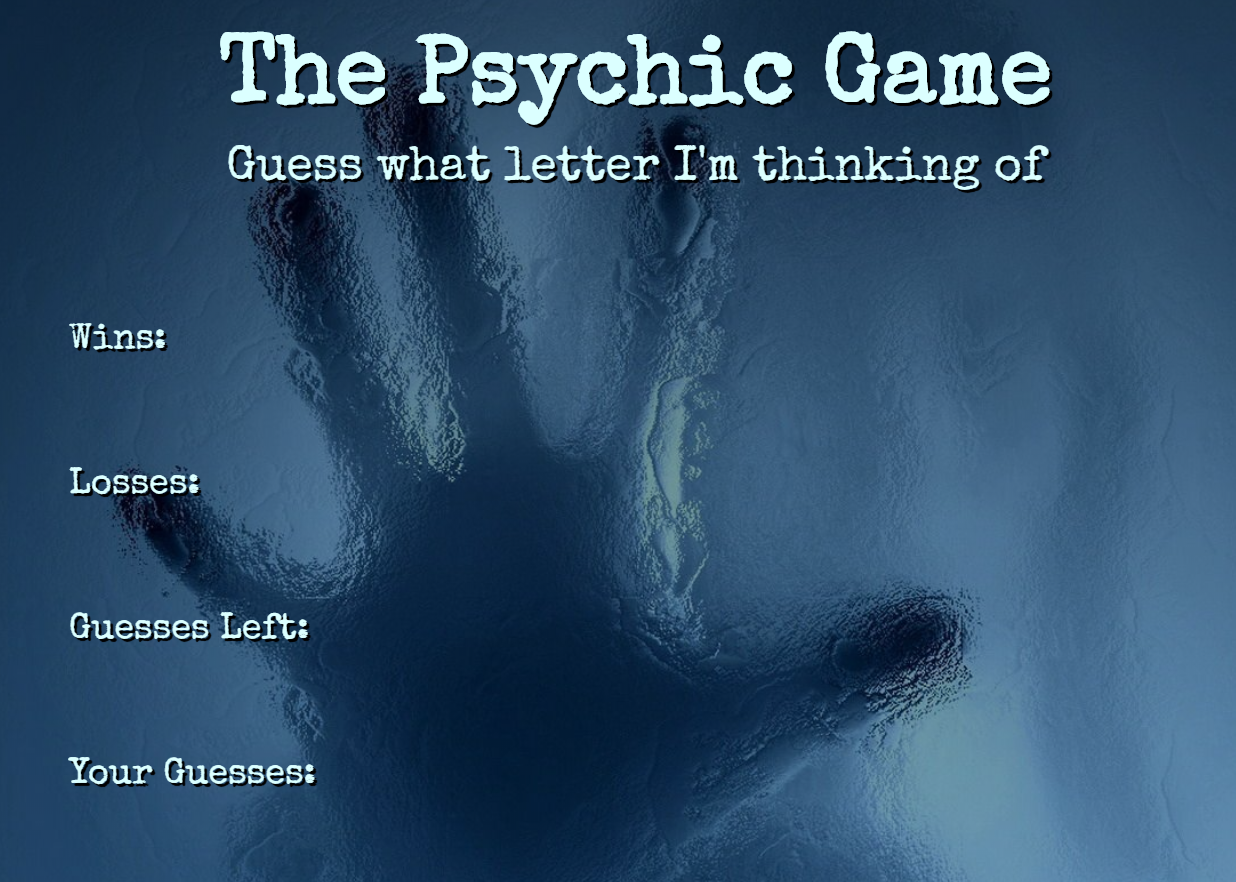 The Psychic Game
Guess what letter I'm thinking of
Wins:
Losses:
Guesses Left:
Your Guesses: